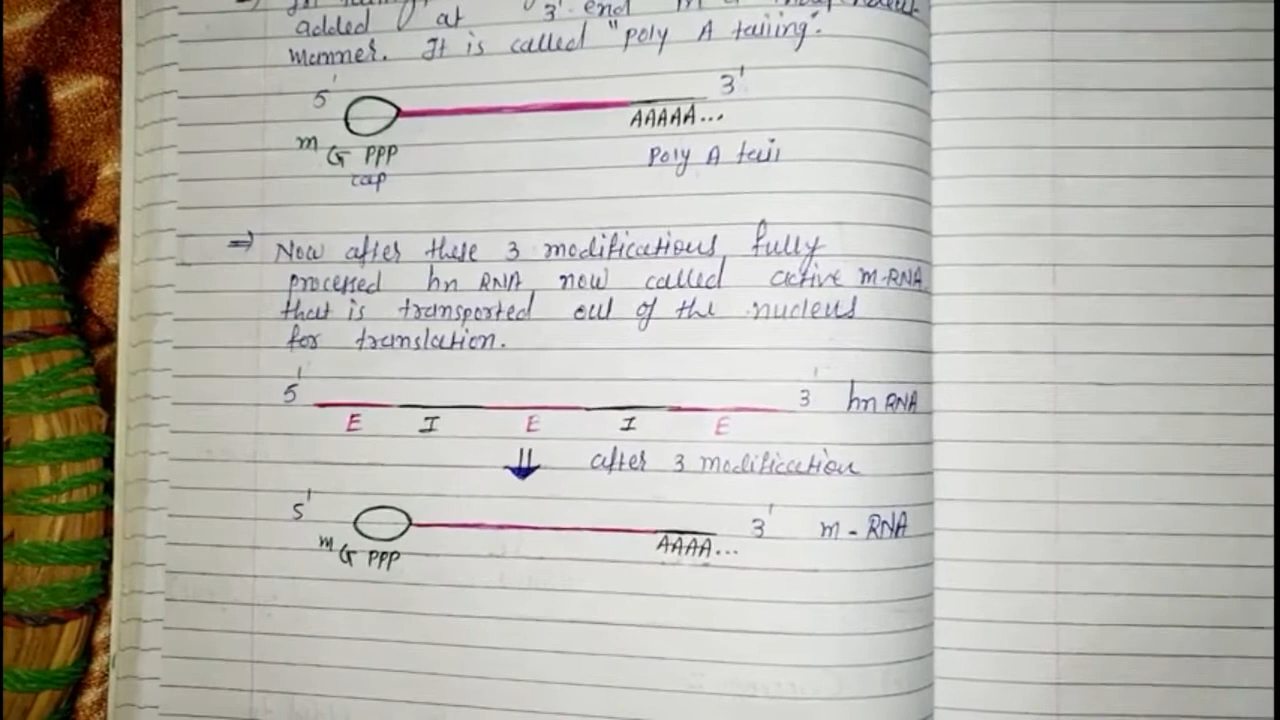 added at 3' end
manner. It is called "poly A tailing".
5' 3'
AAAAA...
m G PPP Poly A tail
cap
⇒ Now after these 3 modifications, fully
processed hn RNA, now called active m-RNA
that is transported out of the nucleus
for translation.
5' 3' hn RNA
E I E I E
⇓ after 3 modification
5' 3' m - RNA
m G PPP AAAA...